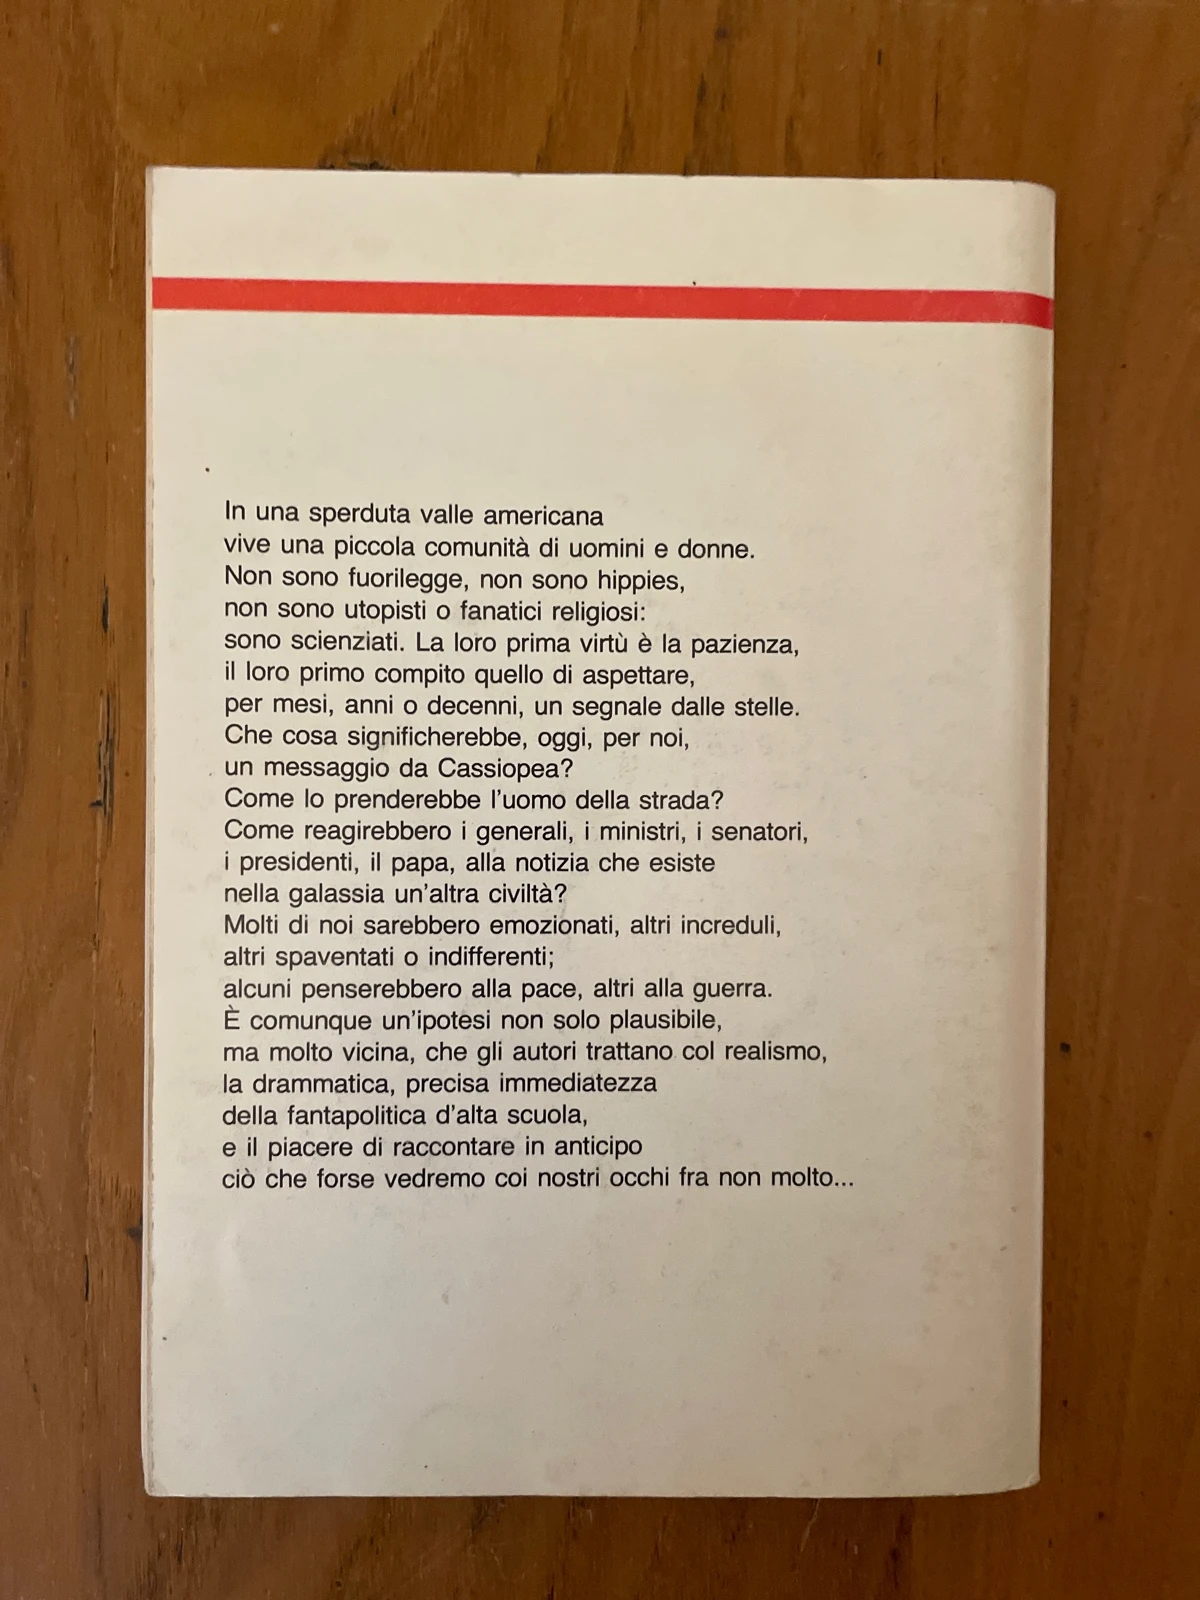 In una sperduta valle americana
vive una piccola comunità di uomini e donne.
Non sono fuorilegge, non sono hippies,
non sono utopisti o fanatici religiosi:
sono scienziati. La loro prima virtù è la pazienza,
il loro primo compito quello di aspettare,
per mesi, anni o decenni, un segnale dalle stelle.
Che cosa significherebbe, oggi, per noi,
un messaggio da Cassiopea?
Come lo prenderebbe l'uomo della strada?
Come reagirebbero i generali, i ministri, i senatori,
i presidenti, il papa, alla notizia che esiste
nella galassia un'altra civiltà?
Molti di noi sarebbero emozionati, altri increduli,
altri spaventati o indifferenti;
alcuni penserebbero alla pace, altri alla guerra.
È comunque un'ipotesi non solo plausibile,
ma molto vicina, che gli autori trattano col realismo,
la drammatica, precisa immediatezza
della fantapolitica d'alta scuola,
e il piacere di raccontare in anticipo
ciò che forse vedremo coi nostri occhi fra non molto...